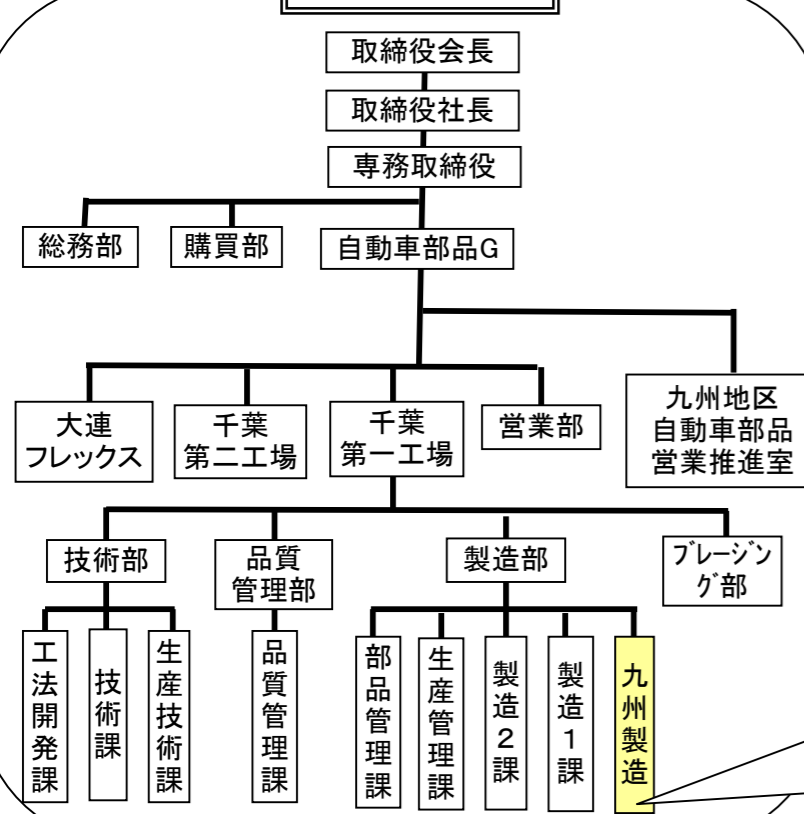 取締役会長
取締役社長
専務取締役
総務部
購買部
自動車部品G
大連
フレックス
千葉
第二工場
千葉
第一工場
営業部
九州地区
自動車部品
営業推進室
技術部
品質
管理部
製造部
ブレージン
グ部
工法開発課
技術課
生産技術課
品質管理課
部品管理課
生産管理課
製造2課
製造1課
九州製造